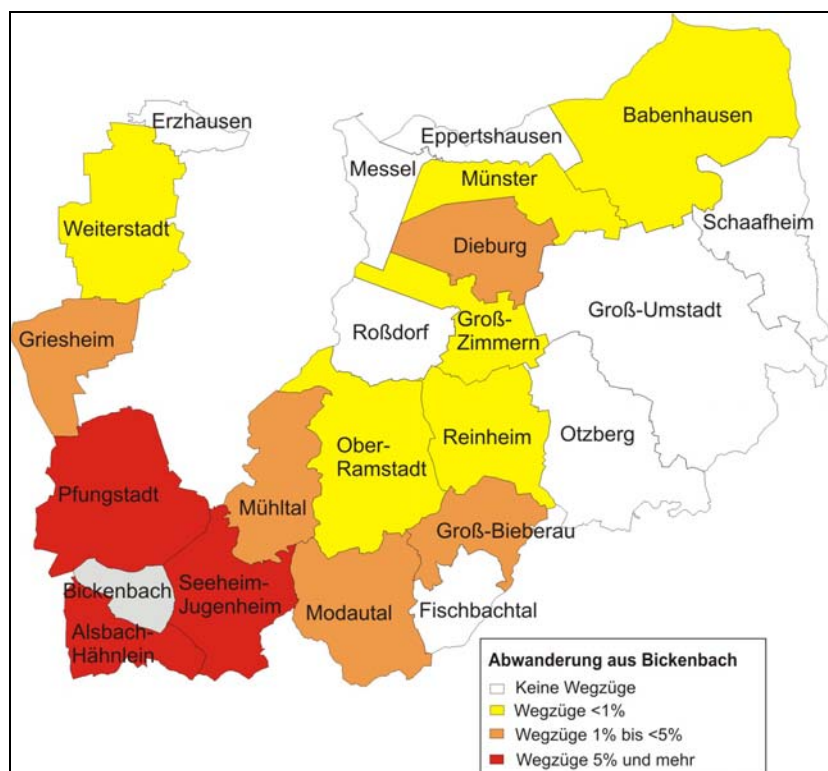 Erzhausen
Eppertshausen
Babenhausen
Messel
Münster
Schaafheim
Weiterstadt
Dieburg
Groß-Umstadt
Griesheim
Roßdorf
Groß-
Zimmern
Ober-
Ramstadt
Reinheim
Otzberg
Pfungstadt
Mühltal
Groß-Bieberau
Bickenbach
Seeheim-
Jugenheim
Modautal
Fischbachtal
Alsbach-
Hähnlein
Abwanderung aus Bickenbach
Keine Wegzüge
Wegzüge <1%
Wegzüge 1% bis <5%
Wegzüge 5% und mehr